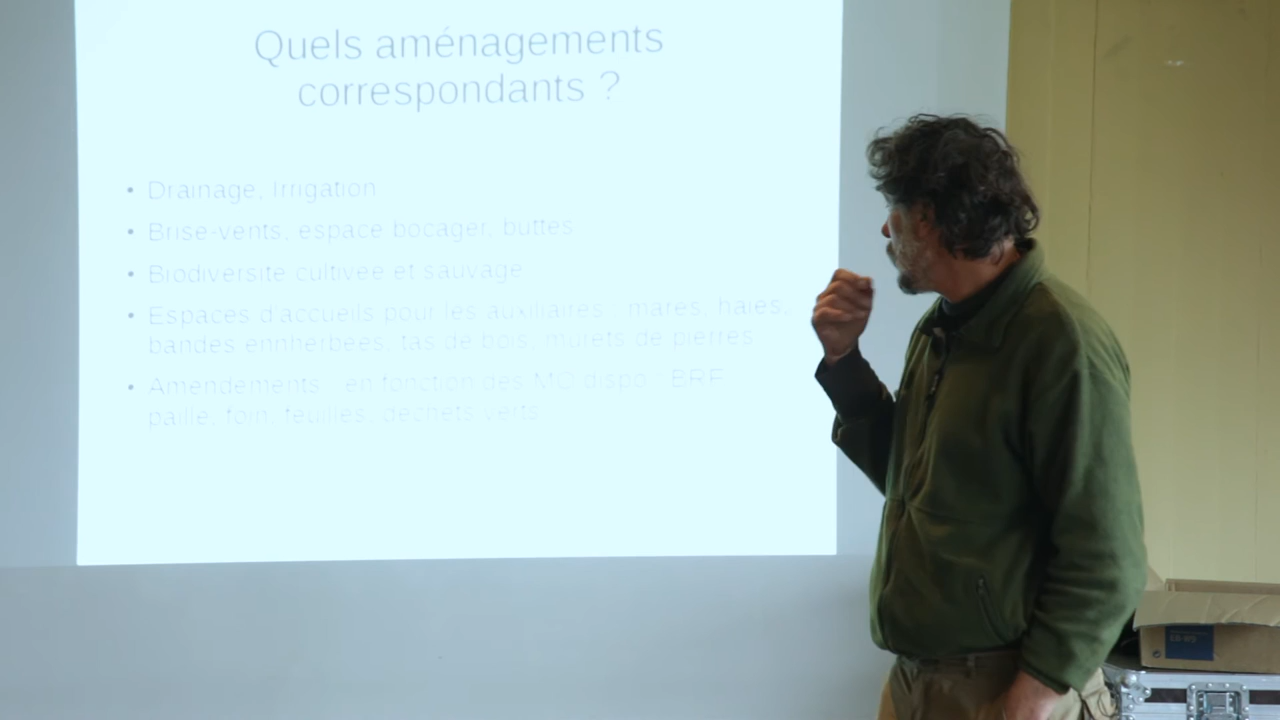 Quels aménagements
correspondants ?
• Drainage, Irrigation
• Brise-vents, espace bocager, buttes
• Biodiversité cultivée et sauvage
• Espaces d'accueils pour les auxiliaires : mares, haies,
bandes ennherbées, tas de bois, murets de pierres
• Amendements : en fonction des MO dispo : BRF
paille, foin, feuilles, déchets verts